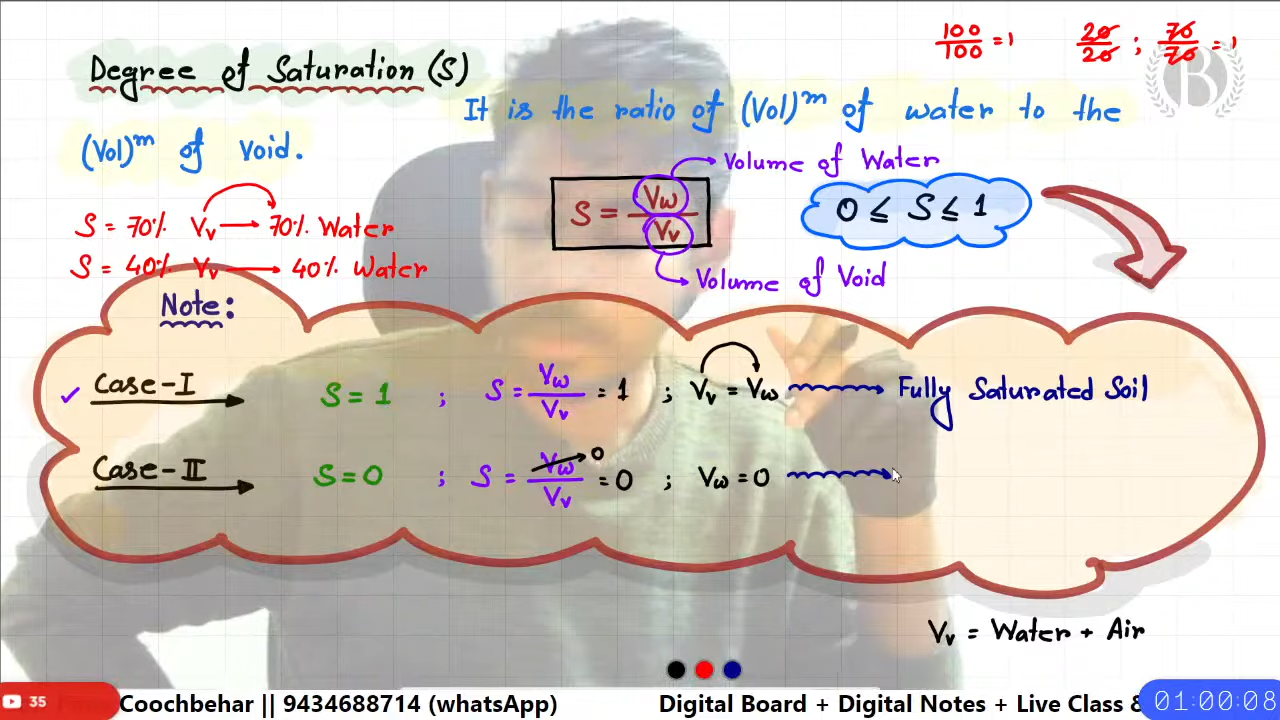 100/100 = 1 20/20 ; 70/70 = 1
B
Degree of Saturation (S)
It is the ratio of (Vol)ᵐ of water to the
(Vol)ᵐ of void.
Volume of Water
S = Vw/Vv
0 ≤ S ≤ 1
Volume of Void
S = 70% Vv → 70% Water
S = 40% Vv → 40% Water
Note:
✓ Case-I → S = 1 ; S = Vw/Vv = 1 ; Vv = Vw → Fully Saturated Soil
Case-II → S = 0 ; S = Vw→0/Vv = 0 ; Vw = 0 →
Vv = Water + Air
35
Coochbehar || 9434688714 (whatsApp) Digital Board + Digital Notes + Live Class &
01:00:08